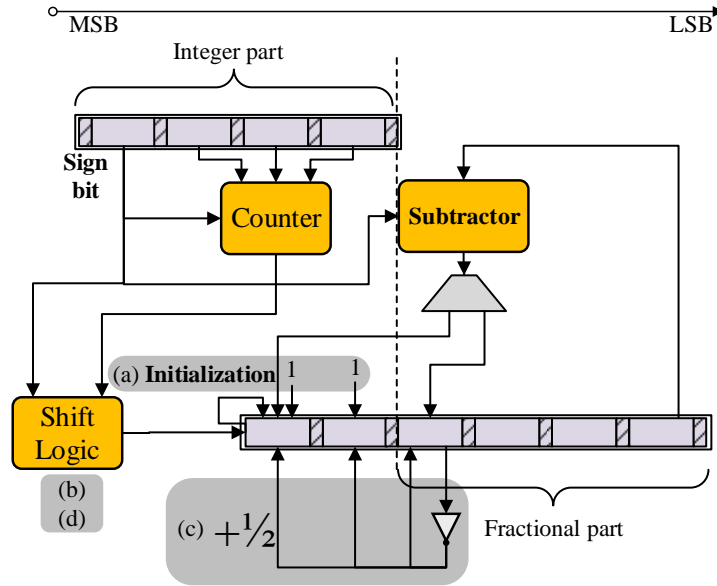 MSB
LSB
Integer part
Sign
bit
Counter
Subtractor
(a) Initialization
1
1
Shift
Logic
(b)
(d)
(c) +½
Fractional part